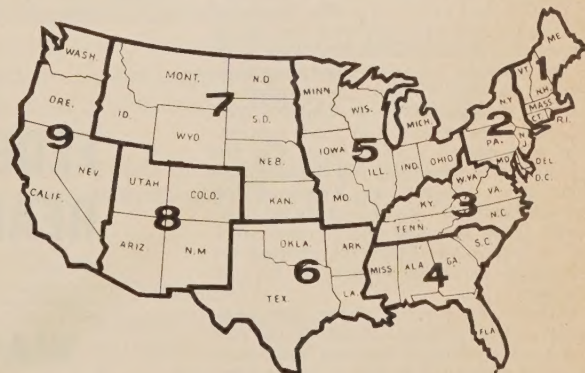 WASH.
ORE.
CALIF.
NEV.
9
MONT.
ID.
WYO.
N.D.
S.D.
NEB.
KAN.
7
UTAH
COLO.
ARIZ
N.M.
8
MINN
WIS.
MICH.
IOWA
ILL.
IND.
OHIO
MO.
5
OKLA.
ARK.
TEX.
LA.
6
MISS.
ALA
GA.
S.C.
FLA
4
KY.
W.VA
VA.
TENN.
N.C.
3
N.Y.
PA.
N.J.
MD.
DEL.
D.C.
2
ME.
VT.
N.H.
MASS.
CT.
R.I.
1